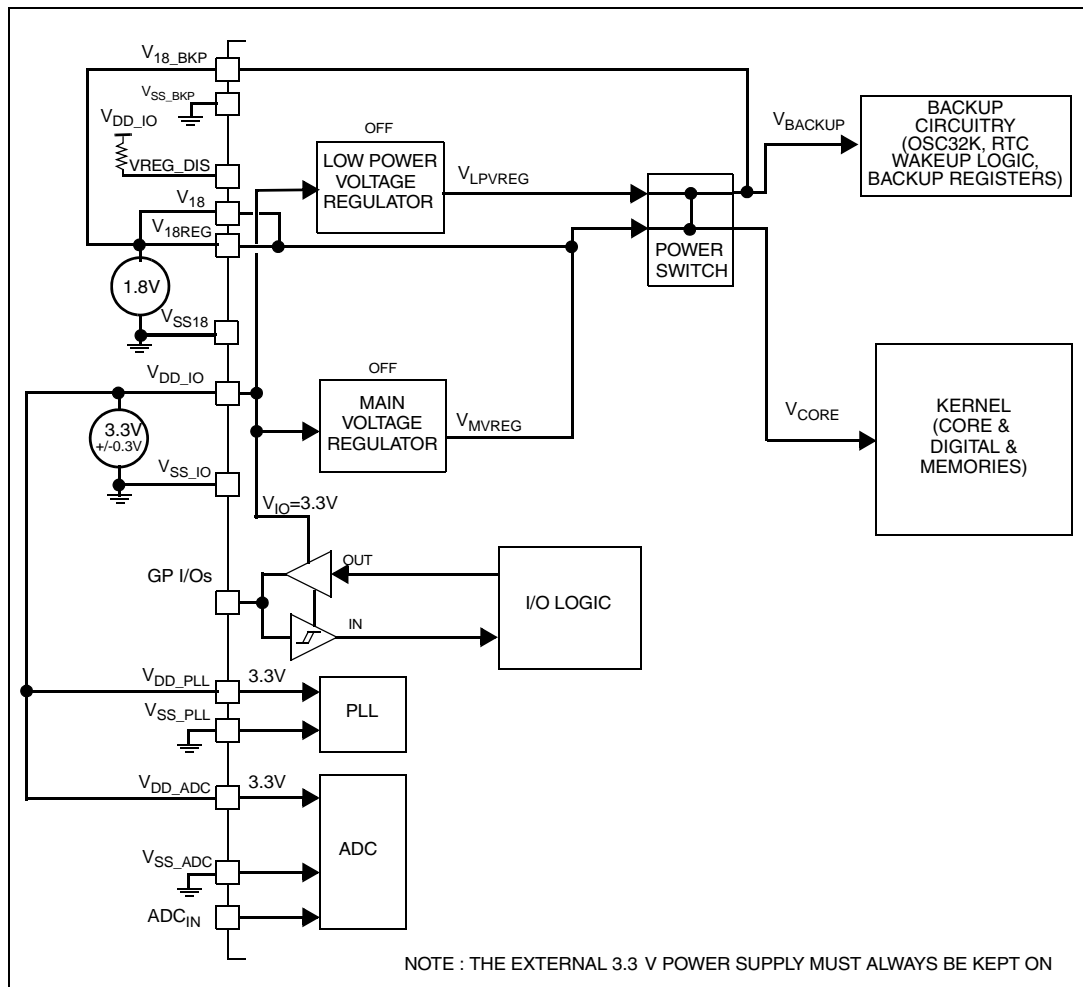 V18_BKP
VSS_BKP
VDD_IO
VREG_DIS
V18
V18REG
1.8V
VSS18
VDD_IO
3.3V
+/-0.3V
VSS_IO
OFF
LOW POWER
VOLTAGE
REGULATOR
VLPVREG
POWER
SWITCH
VBACKUP
BACKUP
CIRCUITRY
(OSC32K, RTC
WAKEUP LOGIC,
BACKUP REGISTERS)
OFF
MAIN
VOLTAGE
REGULATOR
VMVREG
VCORE
KERNEL
(CORE &
DIGITAL &
MEMORIES)
VIO=3.3V
GP I/Os
OUT
IN
I/O LOGIC
VDD_PLL
3.3V
VSS_PLL
PLL
VDD_ADC
3.3V
VSS_ADC
ADCIN
ADC
NOTE : THE EXTERNAL 3.3 V POWER SUPPLY MUST ALWAYS BE KEPT ON